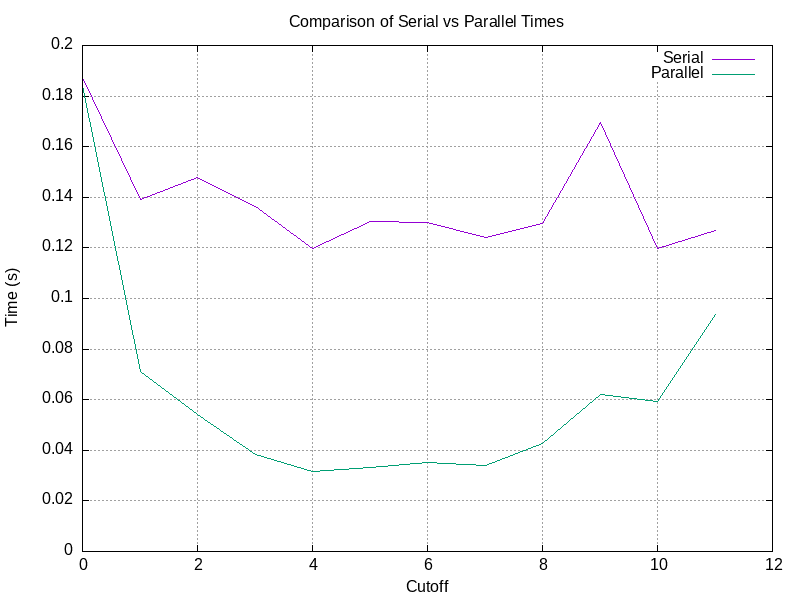 Comparison of Serial vs Parallel Times
Serial
Parallel
0.2
0.18
0.16
0.14
0.12
0.1
0.08
0.06
0.04
0.02
0
Time (s)
0 2 4 6 8 10 12
Cutoff